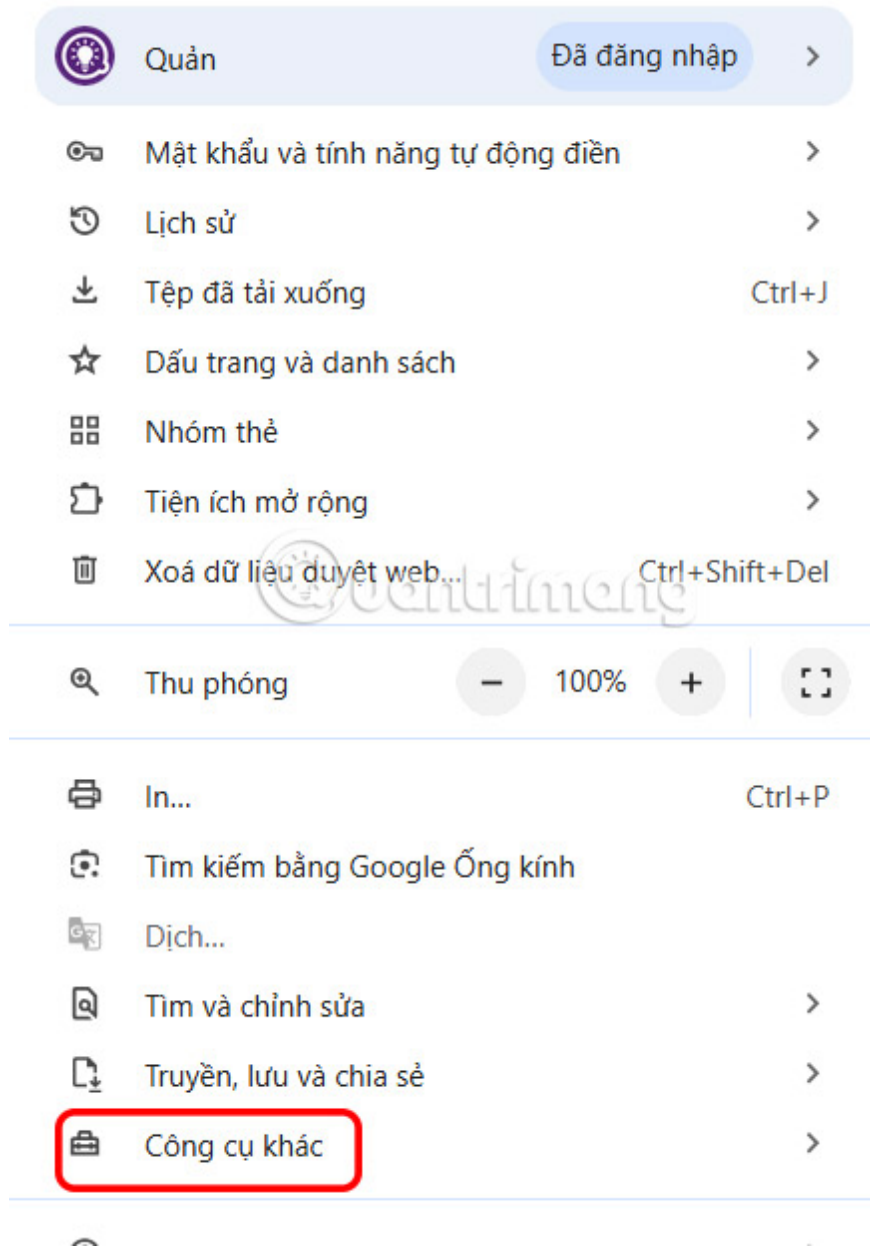 Quản
Đã đăng nhập
Mật khẩu và tính năng tự động điền
Lịch sử
Tệp đã tải xuống Ctrl+J
Dấu trang và danh sách
Nhóm thẻ
Tiện ích mở rộng
Xoá dữ liệu duyệt web... Ctrl+Shift+Del
Quantrimang
Thu phóng 100%
In... Ctrl+P
Tìm kiếm bằng Google Ống kính
Dịch...
Tìm và chỉnh sửa
Truyền, lưu và chia sẻ
Công cụ khác